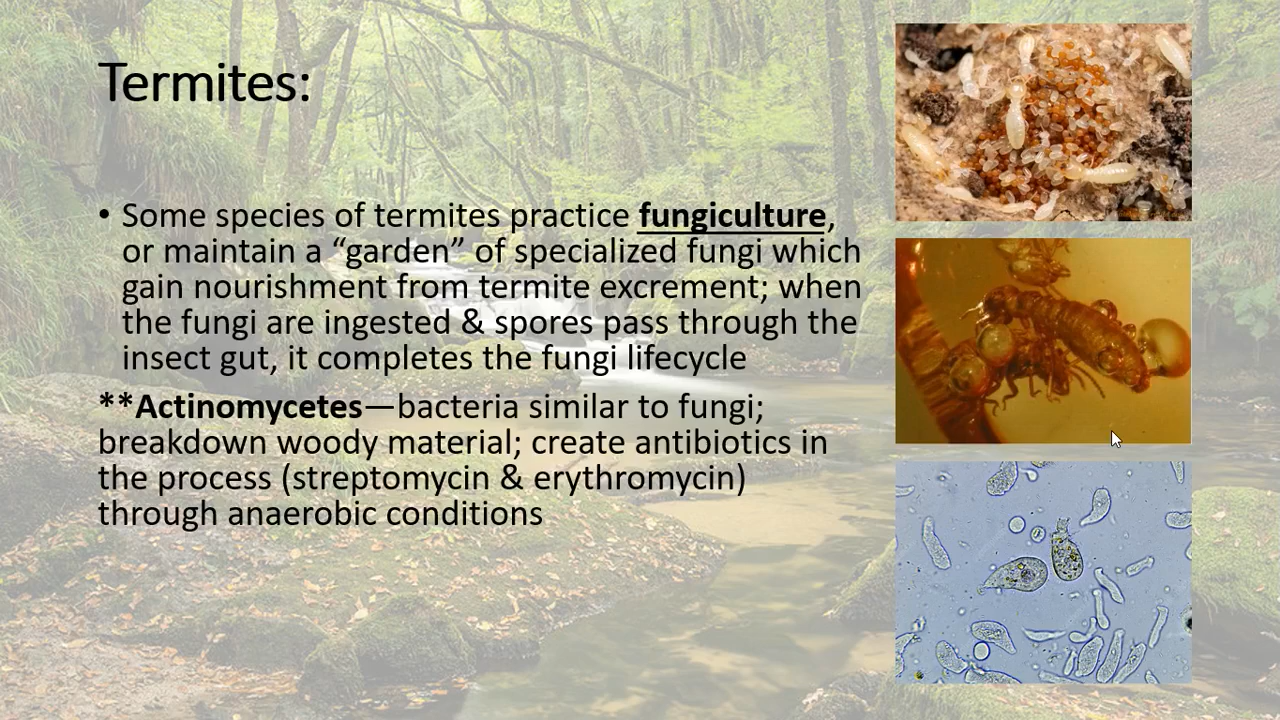 Termites:
• Some species of termites practice fungiculture,
or maintain a “garden” of specialized fungi which
gain nourishment from termite excrement; when
the fungi are ingested & spores pass through the
insect gut, it completes the fungi lifecycle
**Actinomycetes—bacteria similar to fungi;
breakdown woody material; create antibiotics in
the process (streptomycin & erythromycin)
through anaerobic conditions